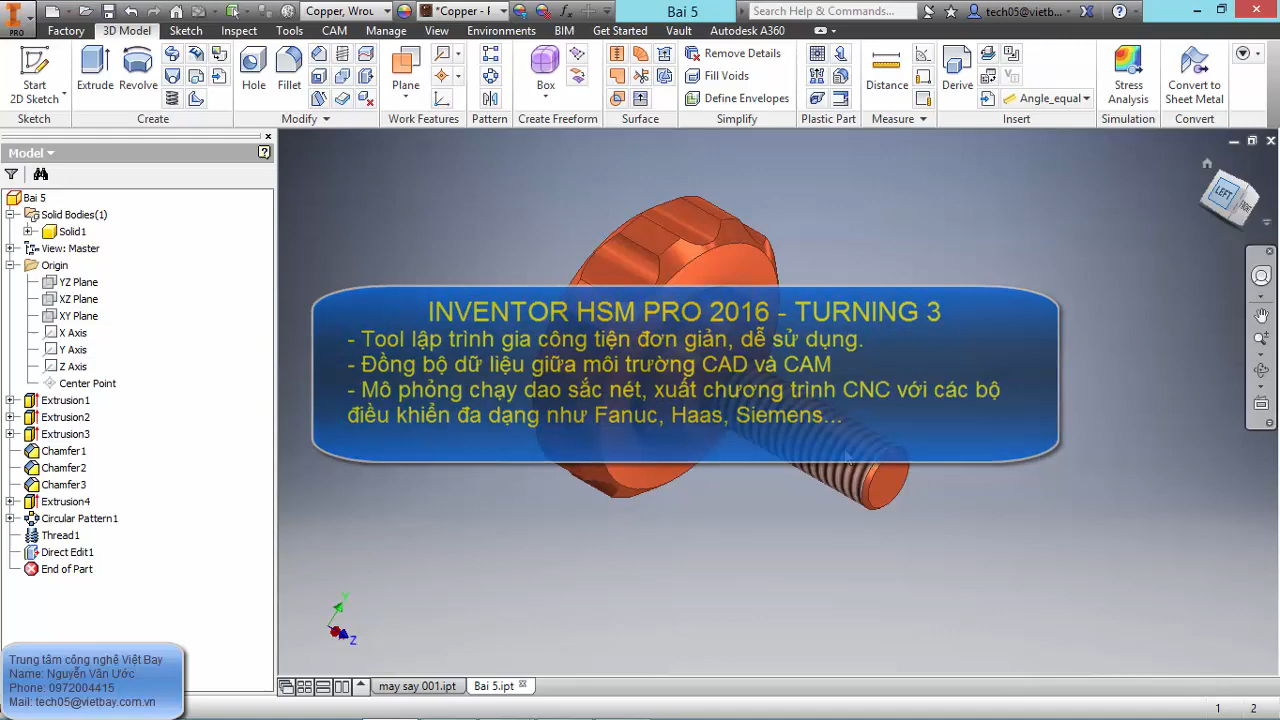 Copper, Wrou
*Copper - P
Bai 5
Search Help & Commands...
tech05@vietb...
PRO
Factory 3D Model Sketch Inspect Tools CAM Manage View Environments BIM Get Started Vault Autodesk A360
Remove Details
Fill Voids
Define Envelopes
Start
2D Sketch
Extrude
Revolve
Hole
Fillet
Plane
Box
Distance
Derive
Angle_equal
Stress
Analysis
Convert to
Sheet Metal
Sketch Create Modify Work Features Pattern Create Freeform Surface Simplify Plastic Part Measure Insert Simulation Convert
Model
Bai 5
Solid Bodies(1)
Solid1
View: Master
Origin
YZ Plane
XZ Plane
XY Plane
X Axis
Y Axis
Z Axis
Center Point
Extrusion1
Extrusion2
Extrusion3
Chamfer1
Chamfer2
Chamfer3
Extrusion4
Circular Pattern1
Thread1
Direct Edit1
End of Part
LEFT
INVENTOR HSM PRO 2016 - TURNING 3
- Tool lập trình gia công tiện đơn giản, dễ sử dụng.
- Đồng bộ dữ liệu giữa môi trường CAD và CAM
- Mô phỏng chạy dao sắc nét, xuất chương trình CNC với các bộ
điều khiển đa dạng như Fanuc, Haas, Siemens...
Y
Z
Trung tâm công nghệ Việt Bay
Name: Nguyễn Văn Ước
Phone: 0972004415
Mail: tech05@vietbay.com.vn
may say 001.ipt
Bai 5.ipt
1 2